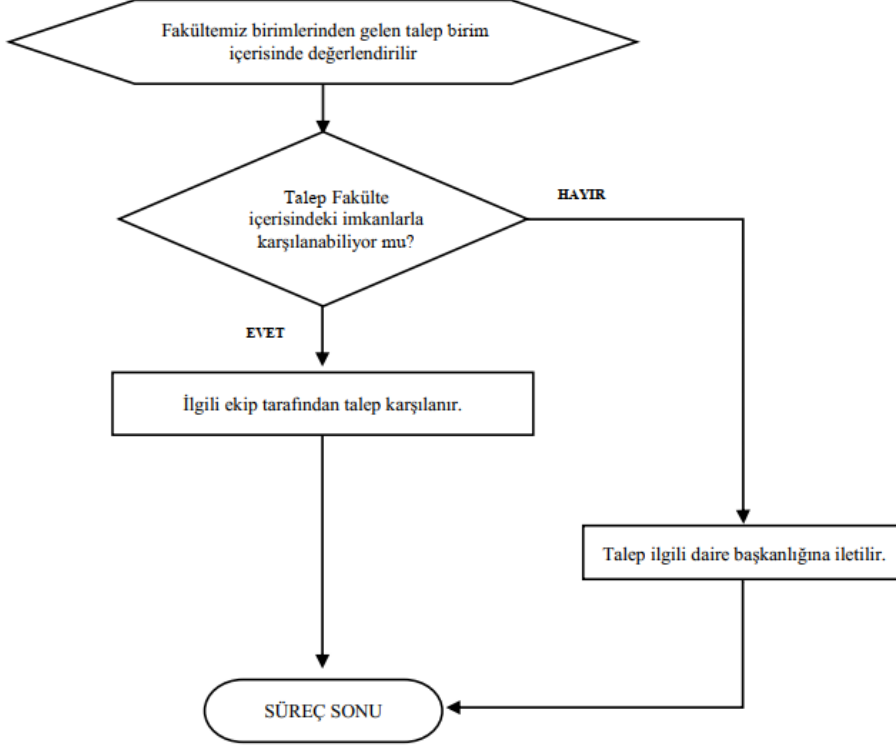 Fakültemiz birimlerinden gelen talep birim
içerisinde değerlendirilir
Talep Fakülte
içerisindeki imkanlarla
karşılanabiliyor mu?
HAYIR
EVET
İlgili ekip tarafından talep karşılanır.
Talep ilgili daire başkanlığına iletilir.
SÜREÇ SONU